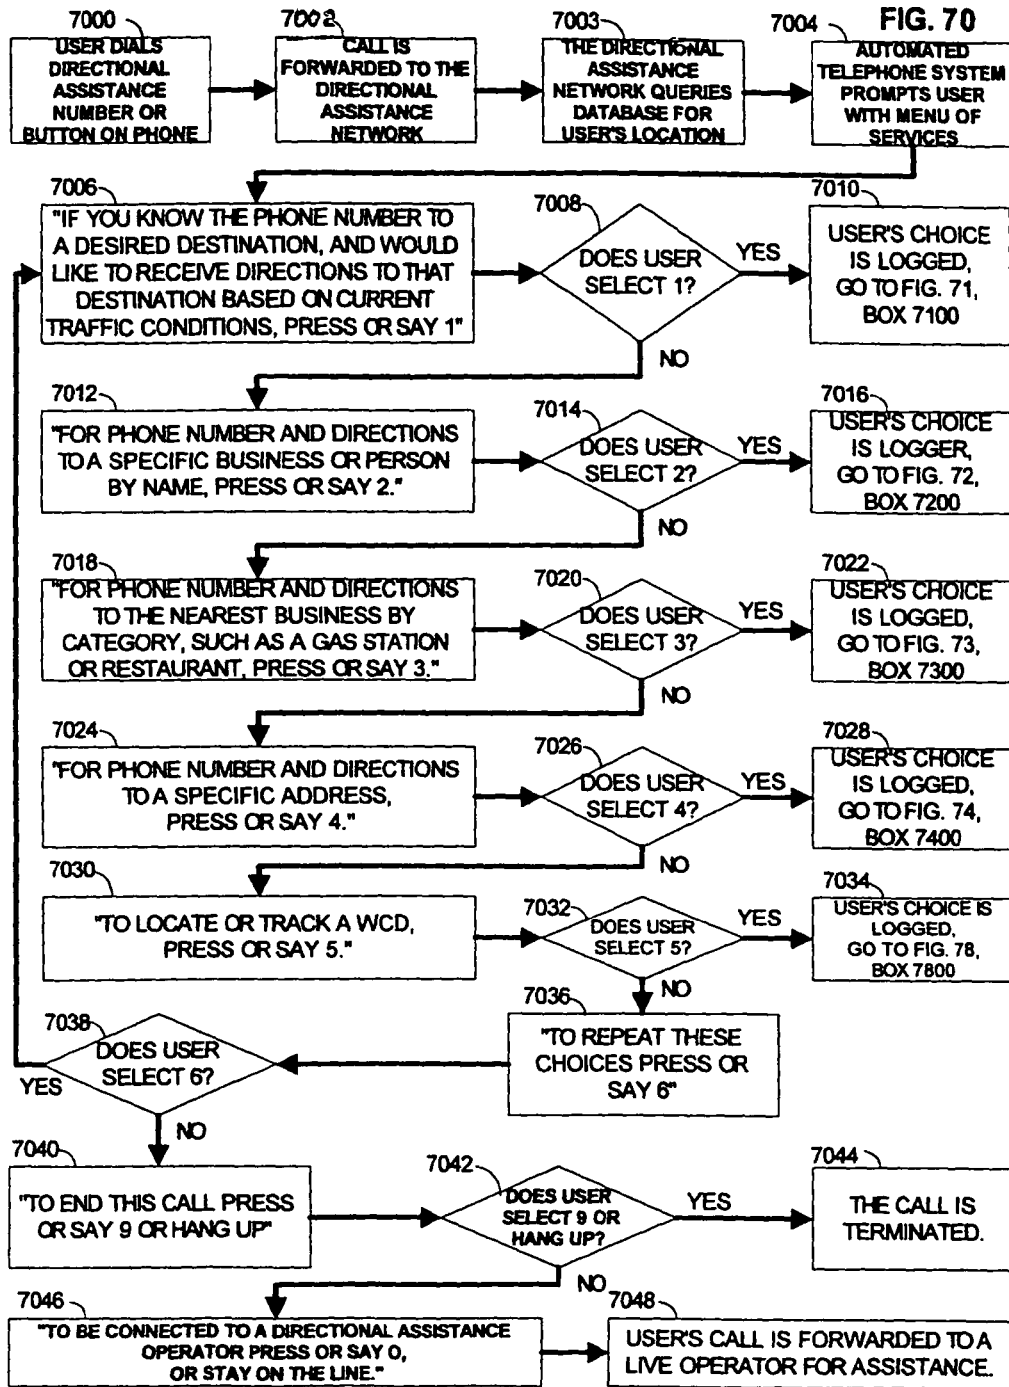 FIG. 70
7000
USER DIALS
DIRECTIONAL
ASSISTANCE
NUMBER OR
BUTTON ON PHONE
7002
CALL IS
FORWARDED TO THE
DIRECTIONAL
ASSISTANCE
NETWORK
7003
THE DIRECTIONAL
ASSISTANCE
NETWORK QUERIES
DATABASE FOR
USER'S LOCATION
7004
AUTOMATED
TELEPHONE SYSTEM
PROMPTS USER
WITH MENU OF
SERVICES
7006
"IF YOU KNOW THE PHONE NUMBER TO
A DESIRED DESTINATION, AND WOULD
LIKE TO RECEIVE DIRECTIONS TO THAT
DESTINATION BASED ON CURRENT
TRAFFIC CONDITIONS, PRESS OR SAY 1"
7008
DOES USER
SELECT 1?
YES
NO
7010
USER'S CHOICE
IS LOGGED,
GO TO FIG. 71,
BOX 7100
7012
"FOR PHONE NUMBER AND DIRECTIONS
TO A SPECIFIC BUSINESS OR PERSON
BY NAME, PRESS OR SAY 2."
7014
DOES USER
SELECT 2?
YES
NO
7016
USER'S CHOICE
IS LOGGER,
GO TO FIG. 72,
BOX 7200
7018
"FOR PHONE NUMBER AND DIRECTIONS
TO THE NEAREST BUSINESS BY
CATEGORY, SUCH AS A GAS STATION
OR RESTAURANT, PRESS OR SAY 3."
7020
DOES USER
SELECT 3?
YES
NO
7022
USER'S CHOICE
IS LOGGED,
GO TO FIG. 73,
BOX 7300
7024
"FOR PHONE NUMBER AND DIRECTIONS
TO A SPECIFIC ADDRESS,
PRESS OR SAY 4."
7026
DOES USER
SELECT 4?
YES
NO
7028
USER'S CHOICE
IS LOGGED,
GO TO FIG. 74,
BOX 7400
7030
"TO LOCATE OR TRACK A WCD,
PRESS OR SAY 5."
7032
DOES USER
SELECT 5?
YES
NO
7034
USER'S CHOICE IS
LOGGED,
GO TO FIG. 78,
BOX 7800
7036
"TO REPEAT THESE
CHOICES PRESS OR
SAY 6"
7038
DOES USER
SELECT 6?
YES
NO
7040
"TO END THIS CALL PRESS
OR SAY 9 OR HANG UP"
7042
DOES USER
SELECT 9 OR
HANG UP?
YES
NO
7044
THE CALL IS
TERMINATED.
7046
"TO BE CONNECTED TO A DIRECTIONAL ASSISTANCE
OPERATOR PRESS OR SAY O,
OR STAY ON THE LINE."
7048
USER'S CALL IS FORWARDED TO A
LIVE OPERATOR FOR ASSISTANCE.